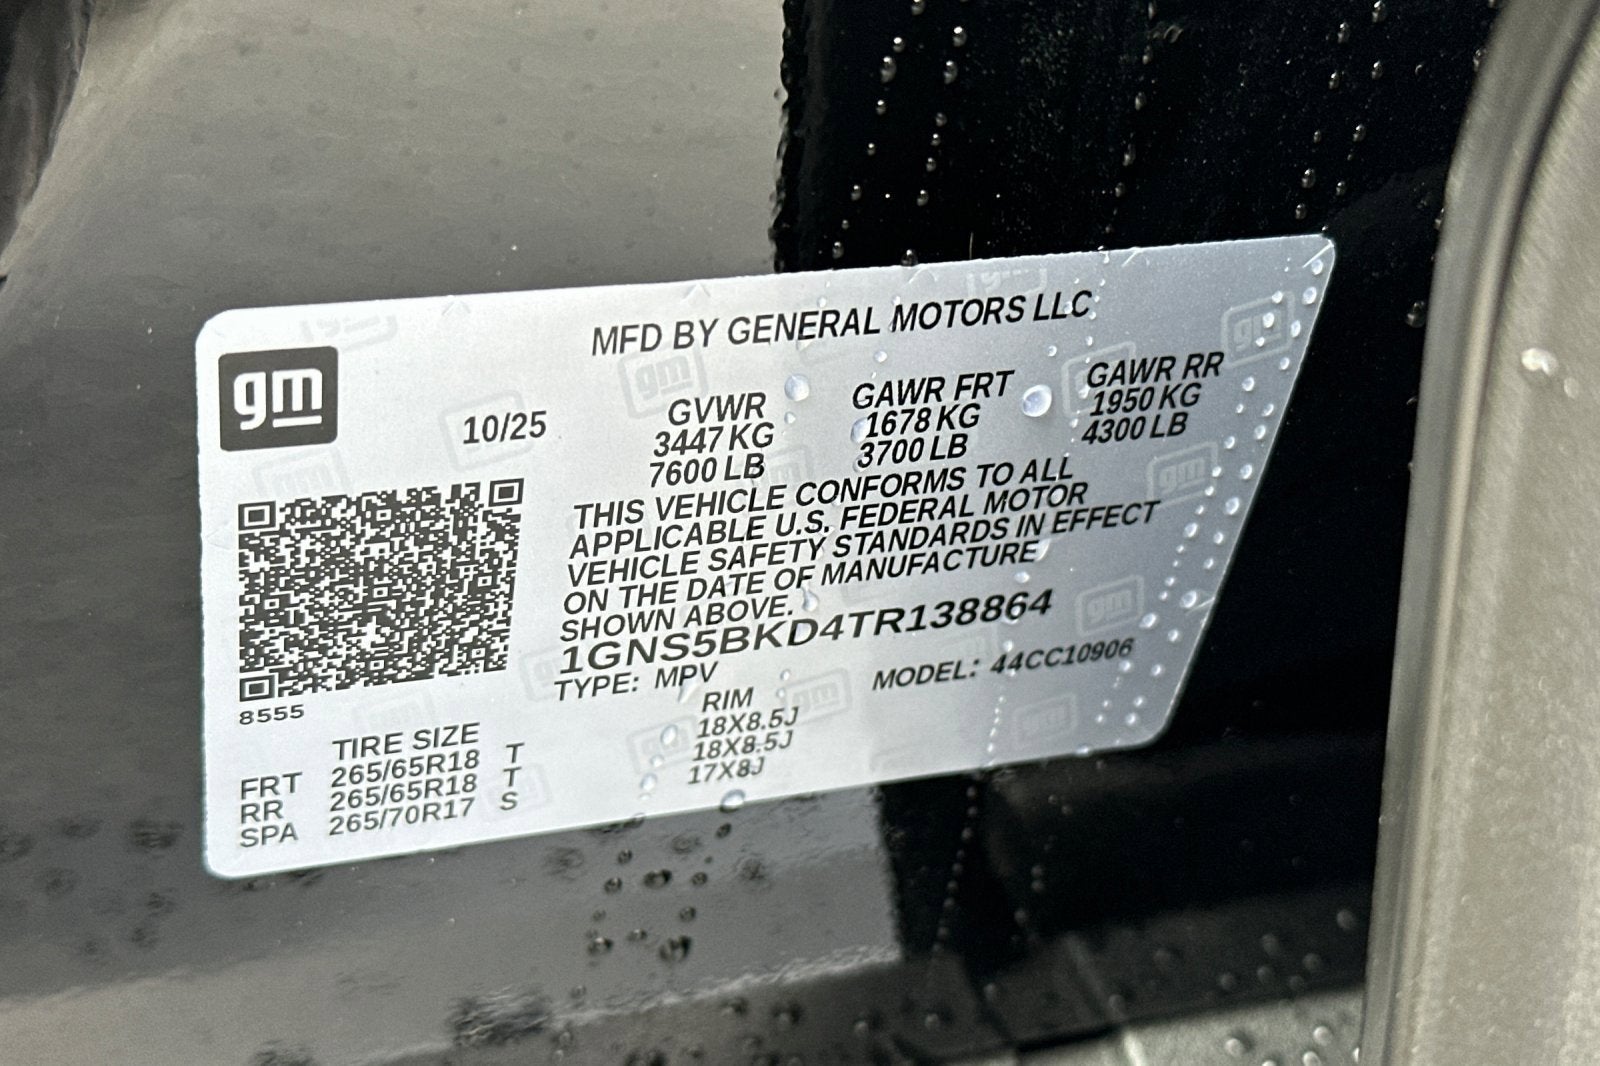 MFD BY GENERAL MOTORS LLC
gm
10/25
GVWR GAWR FRT GAWR RR
3447 KG 1678 KG 1950 KG
7600 LB 3700 LB 4300 LB
THIS VEHICLE CONFORMS TO ALL
APPLICABLE U.S. FEDERAL MOTOR
VEHICLE SAFETY STANDARDS IN EFFECT
ON THE DATE OF MANUFACTURE
SHOWN ABOVE.
1GNS5BKD4TR138864
TYPE: MPV MODEL: 44CC10906
8555
TIRE SIZE RIM
FRT 265/65R18 T 18X8.5J
RR 265/65R18 T 18X8.5J
SPA 265/70R17 S 17X8J